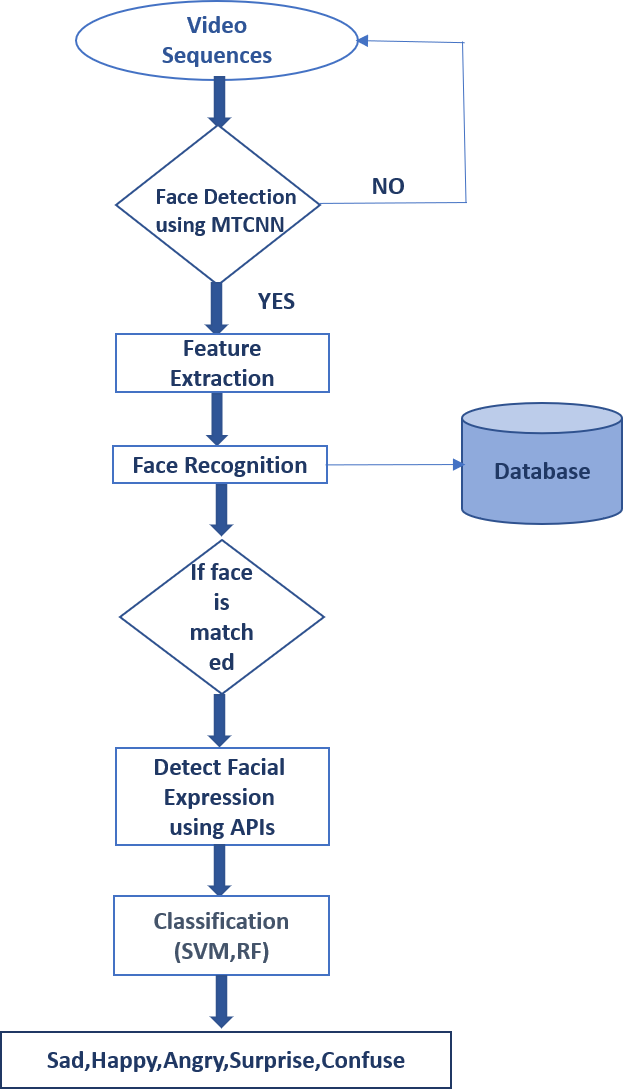 Video
Sequences
Face Detection
using MTCNN
NO
YES
Feature
Extraction
Face Recognition
Database
If face
is
match
ed
Detect Facial
Expression
using APIs
Classification
(SVM,RF)
Sad,Happy,Angry,Surprise,Confuse